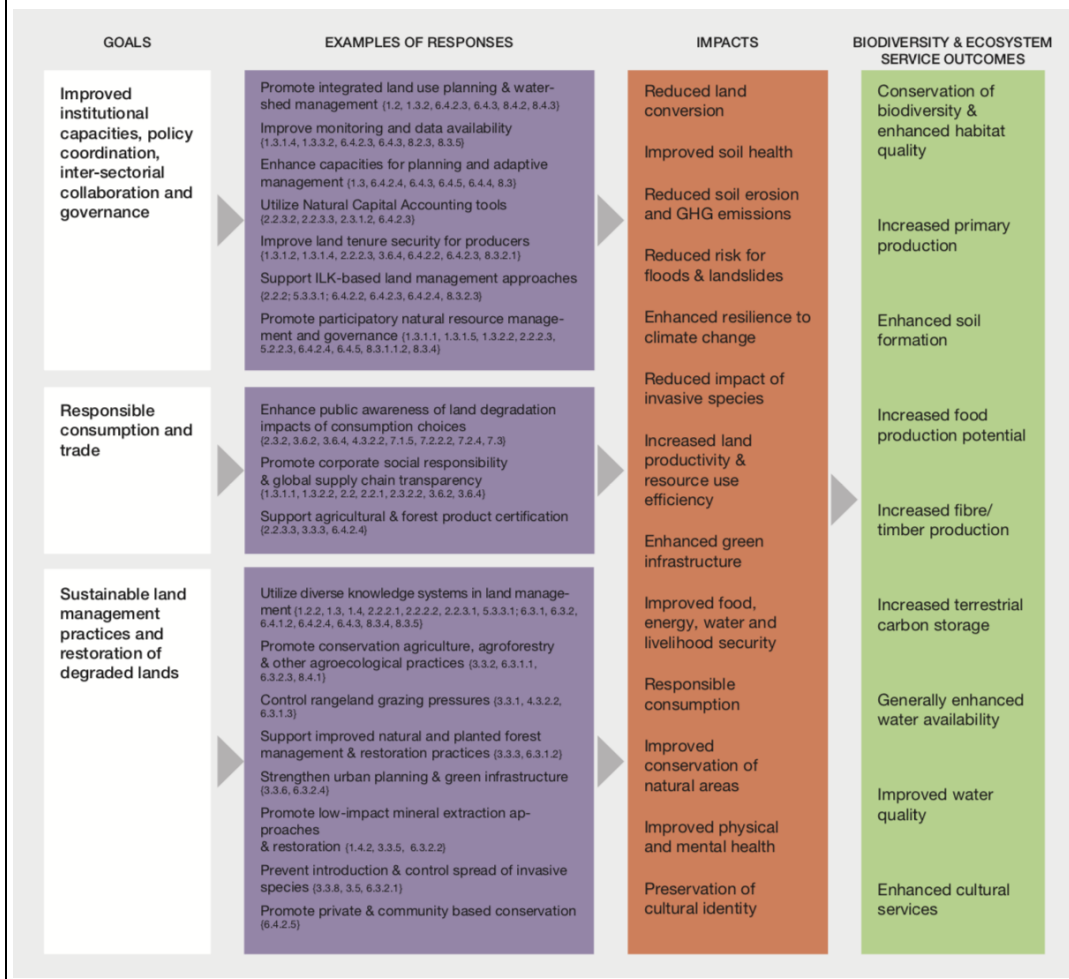 GOALS
EXAMPLES OF RESPONSES
IMPACTS
BIODIVERSITY & ECOSYSTEM
SERVICE OUTCOMES
Improved
institutional
capacities, policy
coordination,
inter-sectorial
collaboration and
governance
Promote integrated land use planning & water-
shed management {1.2, 1.3.2, 6.4.2.3, 6.4.3, 8.4.2, 8.4.3}
Improve monitoring and data availability
{1.3.1.4, 1.3.3.2, 6.4.2.3, 6.4.3, 8.2.3, 8.3.5}
Enhance capacities for planning and adaptive
management {1.3, 6.4.2.4, 6.4.3, 6.4.5, 6.4.4, 8.3}
Utilize Natural Capital Accounting tools
{2.2.3.2, 2.2.3.3, 2.3.1.2, 6.4.2.3}
Improve land tenure security for producers
{1.3.1.2, 1.3.1.4, 2.2.2.3, 3.6.4, 6.4.2.2, 6.4.2.3, 8.3.2.1}
Support ILK-based land management approaches
{2.2.2; 5.3.3.1; 6.4.2.2, 6.4.2.3, 6.4.2.4, 8.3.2.3}
Promote participatory natural resource manage-
ment and governance {1.3.1.1, 1.3.1.5, 1.3.2.2, 2.2.2.3,
5.2.2.3, 6.4.2.4, 6.4.5, 8.3.1.1.2, 8.3.4}
Responsible
consumption and
trade
Enhance public awareness of land degradation
impacts of consumption choices
{2.3.2, 3.6.2, 3.6.4, 4.3.2.2, 7.1.5, 7.2.2.2, 7.2.4, 7.3}
Promote corporate social responsibility
& global supply chain transparency
{1.3.1.1, 1.3.2.2, 2.2, 2.2.1, 2.3.2.2, 3.6.2, 3.6.4}
Support agricultural & forest product certification
{2.2.3.3, 3.3.3, 6.4.2.4}
Sustainable land
management
practices and
restoration of
degraded lands
Utilize diverse knowledge systems in land manage-
ment {1.2.2, 1.3, 1.4, 2.2.2.1, 2.2.2.2, 2.2.3.1, 5.3.3.1; 6.3.1, 6.3.2,
6.4.1.2, 6.4.2.4, 6.4.3, 8.3.4, 8.3.5}
Promote conservation agriculture, agroforestry
& other agroecological practices {3.3.2, 6.3.1.1,
6.3.2.3, 8.4.1}
Control rangeland grazing pressures {3.3.1, 4.3.2.2,
6.3.1.3}
Support improved natural and planted forest
management & restoration practices {3.3.3, 6.3.1.2}
Strengthen urban planning & green infrastructure
{3.3.6, 6.3.2.4}
Promote low-impact mineral extraction ap-
proaches
& restoration {1.4.2, 3.3.5, 6.3.2.2}
Prevent introduction & control spread of invasive
species {3.3.8, 3.5, 6.3.2.1}
Promote private & community based conservation
{6.4.2.5}
Reduced land
conversion
Improved soil health
Reduced soil erosion
and GHG emissions
Reduced risk for
floods & landslides
Enhanced resilience to
climate change
Reduced impact of
invasive species
Increased land
productivity &
resource use
efficiency
Enhanced green
infrastructure
Improved food,
energy, water and
livelihood security
Responsible
consumption
Improved
conservation of
natural areas
Improved physical
and mental health
Preservation of
cultural identity
Conservation of
biodiversity &
enhanced habitat
quality
Increased primary
production
Enhanced soil
formation
Increased food
production potential
Increased fibre/
timber production
Increased terrestrial
carbon storage
Generally enhanced
water availability
Improved water
quality
Enhanced cultural
services